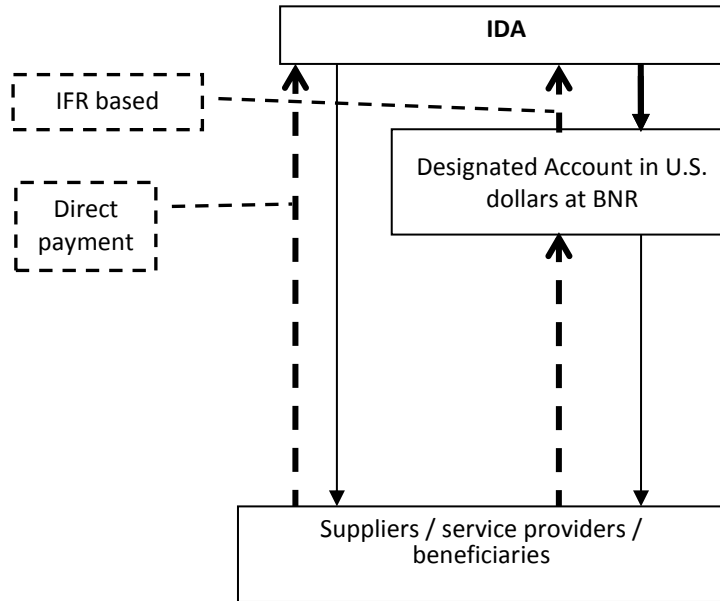 IDA
IFR based
Designated Account in U.S.
dollars at BNR
Direct
payment
Suppliers / service providers /
beneficiaries